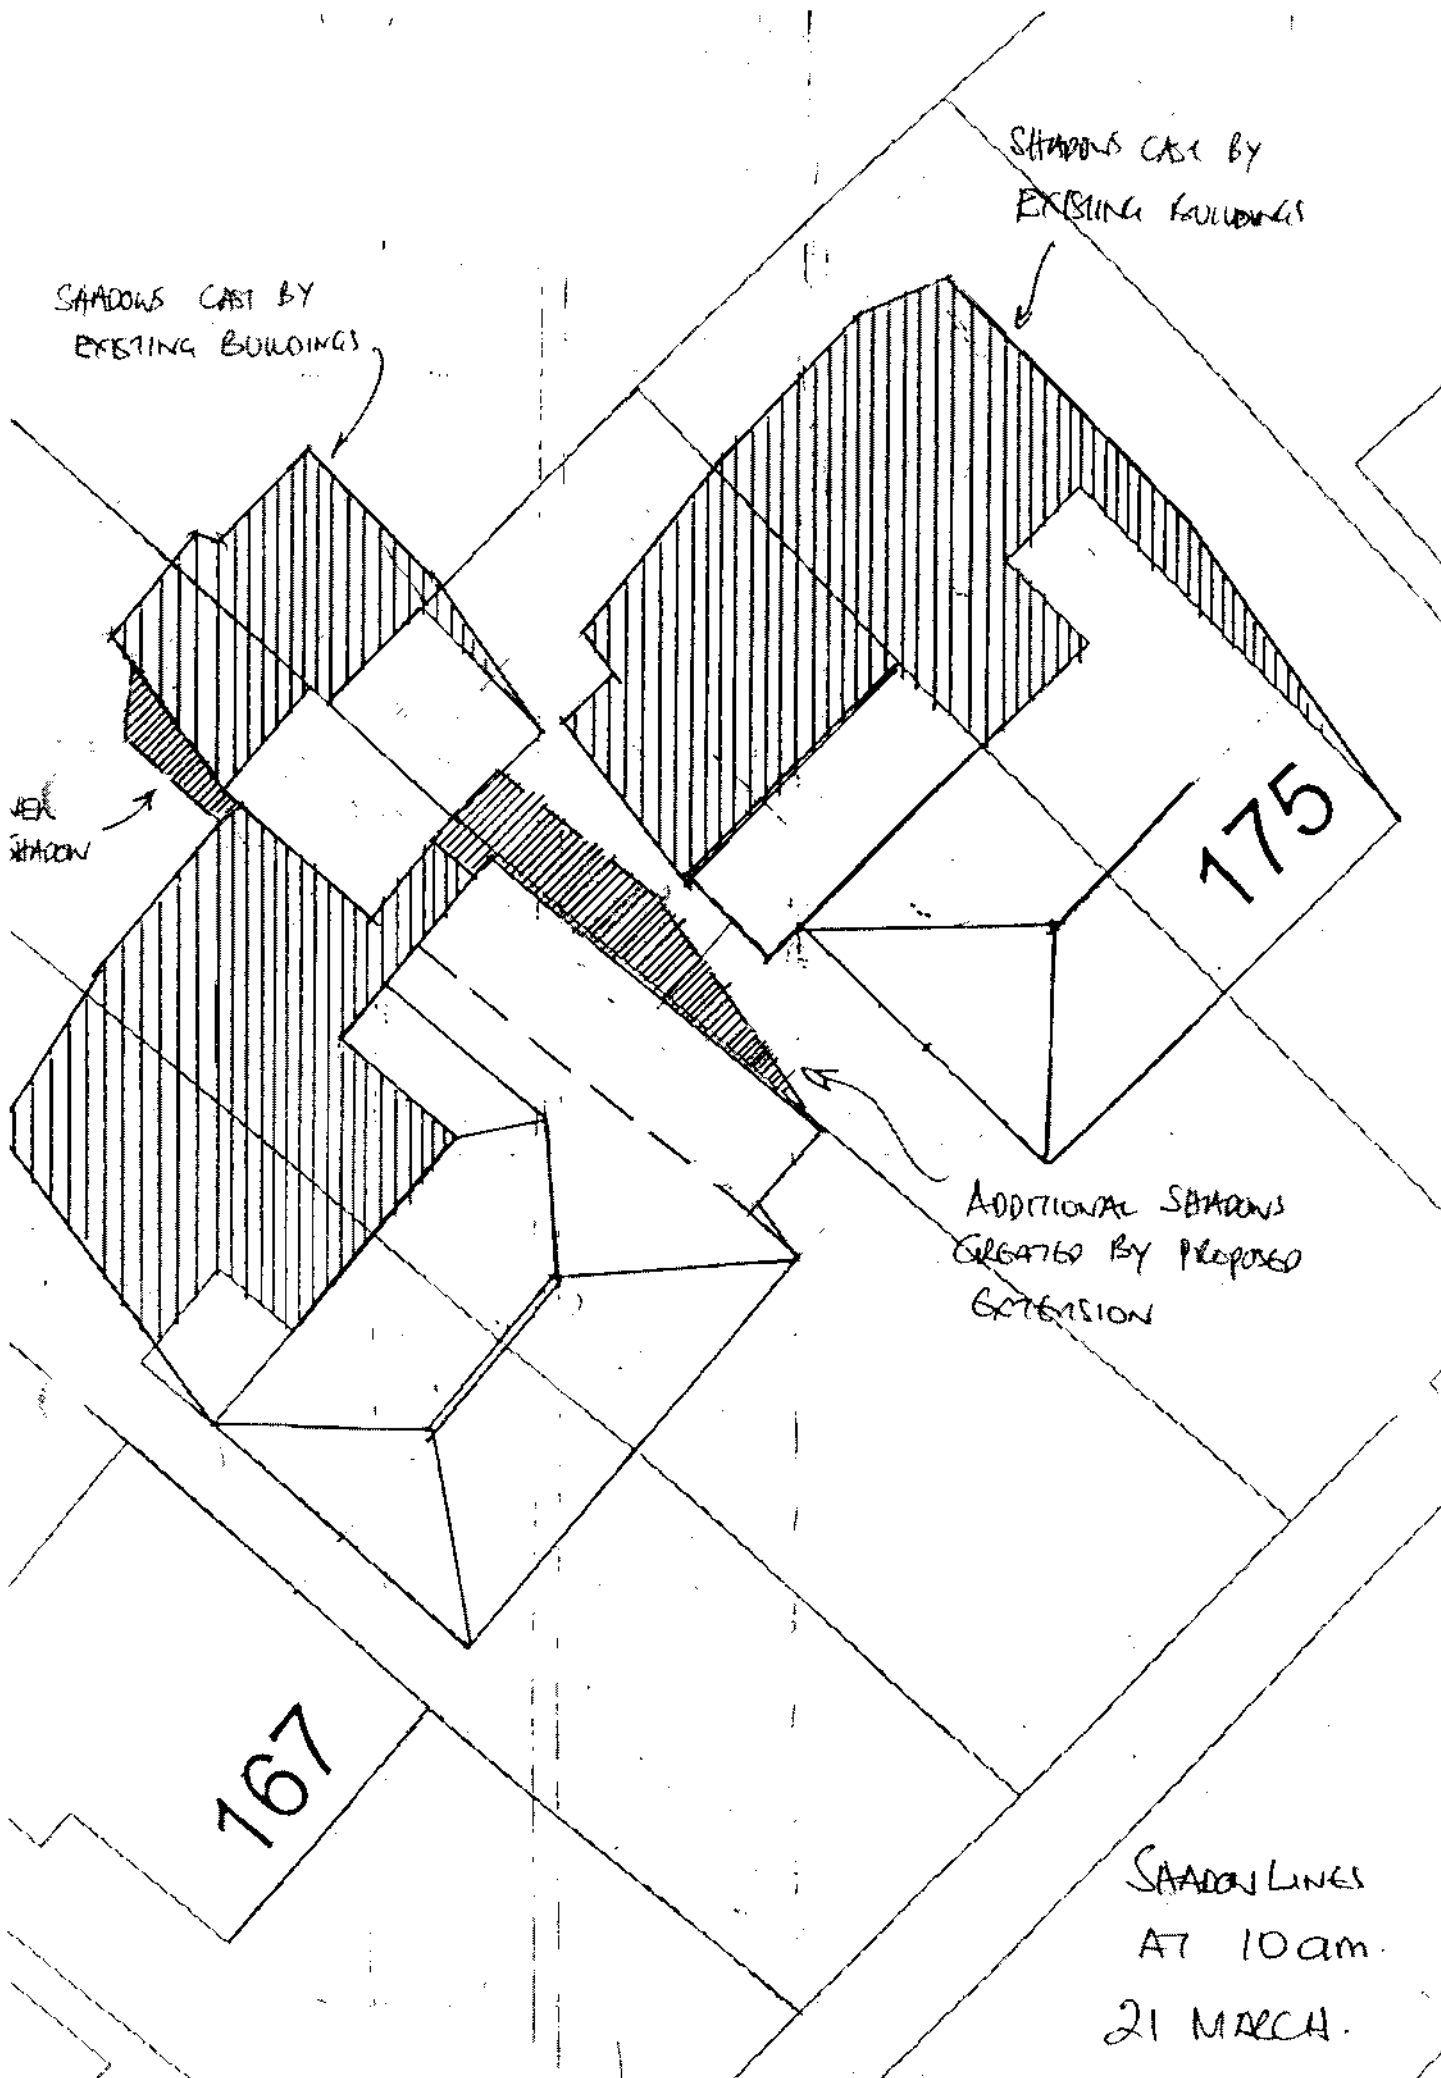 SHADOWS CAST BY
EXISTING BUILDINGS
SHADOWS CAST BY
EXISTING BUILDINGS
175
SHADOW
ADDITIONAL SHADOWS
CREATED BY PROPOSED
EXTENSION
167
SHADOW LINES
AT 10am.
21 MARCH.